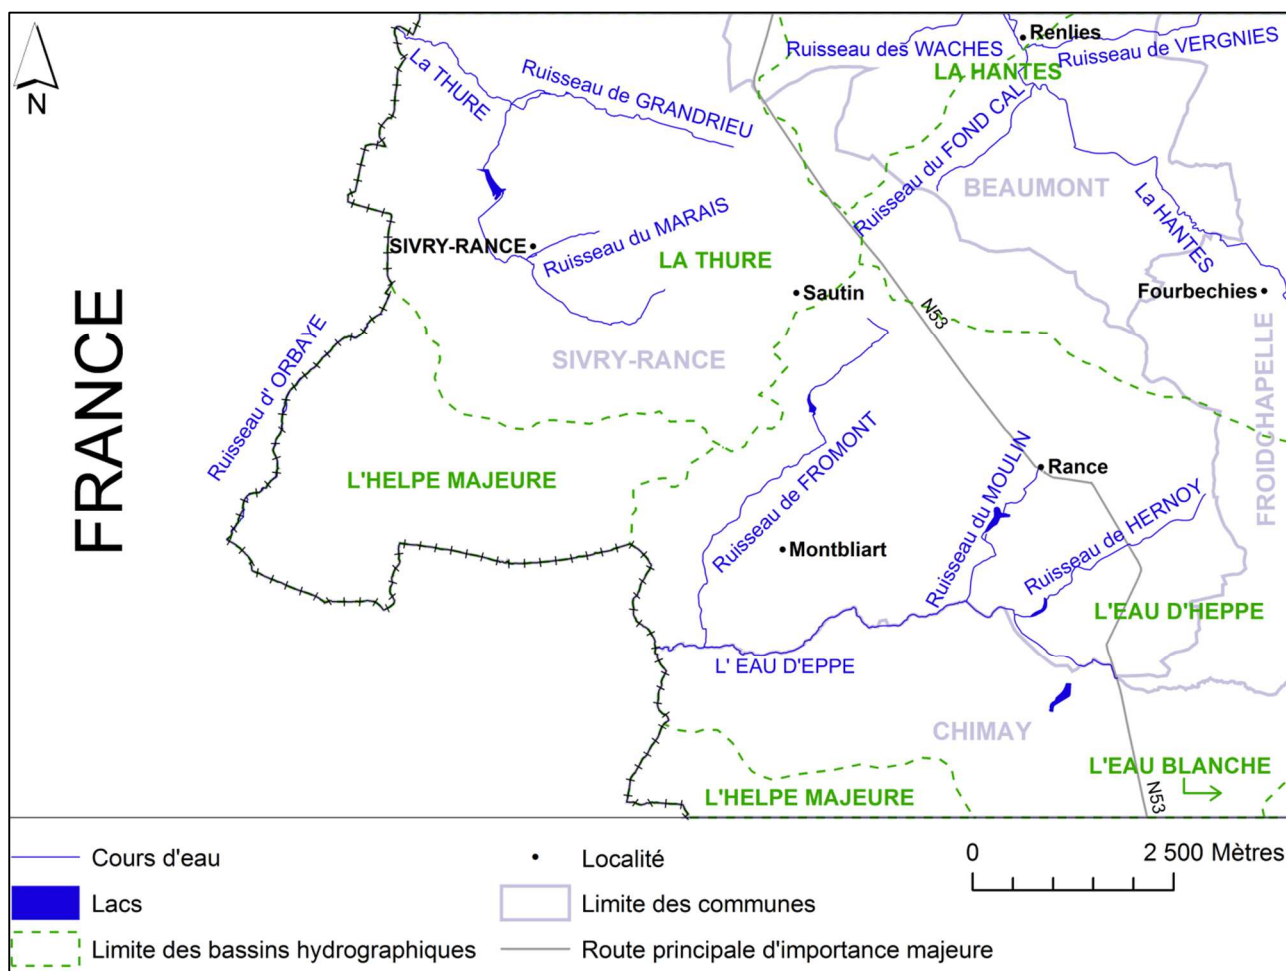 N
Renlies
Ruisseau des WACHES
Ruisseau de VERGNIES
La THURE
Ruisseau de GRANDRIEU
LA HANTES
Ruisseau du FOND CAL
BEAUMONT
La HANTES
SIVRY-RANCE
Ruisseau du MARAIS
LA THURE
Sautin
Fourbechies
N53
FRANCE
Ruisseau d' ORBAYE
SIVRY-RANCE
FROIDCHAPELLE
L'HELPE MAJEURE
Ruisseau de FROMONT
Ruisseau du MOULIN
Rance
Ruisseau de HERNOY
Montbliart
L'EAU D'HEPPE
L' EAU D'EPPE
CHIMAY
L'EAU BLANCHE
L'HELPE MAJEURE
N53
Cours d'eau
Localité
0 2 500 Mètres
Lacs
Limite des communes
Limite des bassins hydrographiques
Route principale d'importance majeure